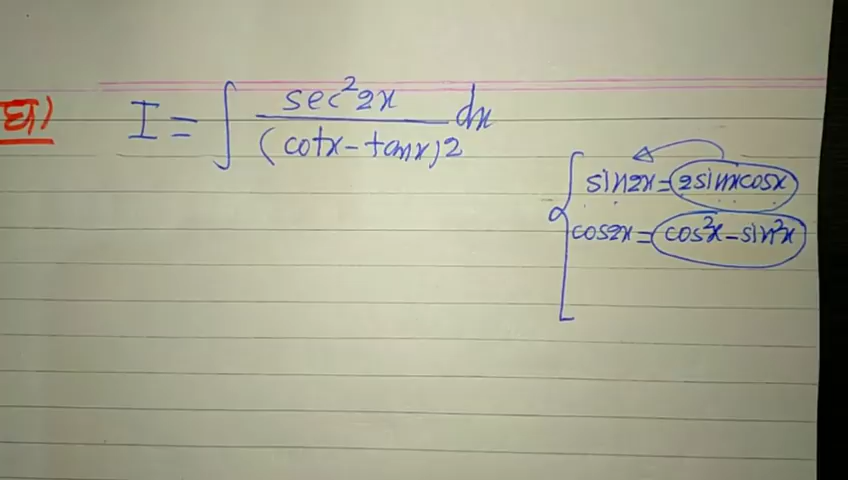 घा) I = ∫ sec²2x / (cotx - tanx)2 dx
sin2x = 2sinxcosx
cos2x = cos²x - sin²x